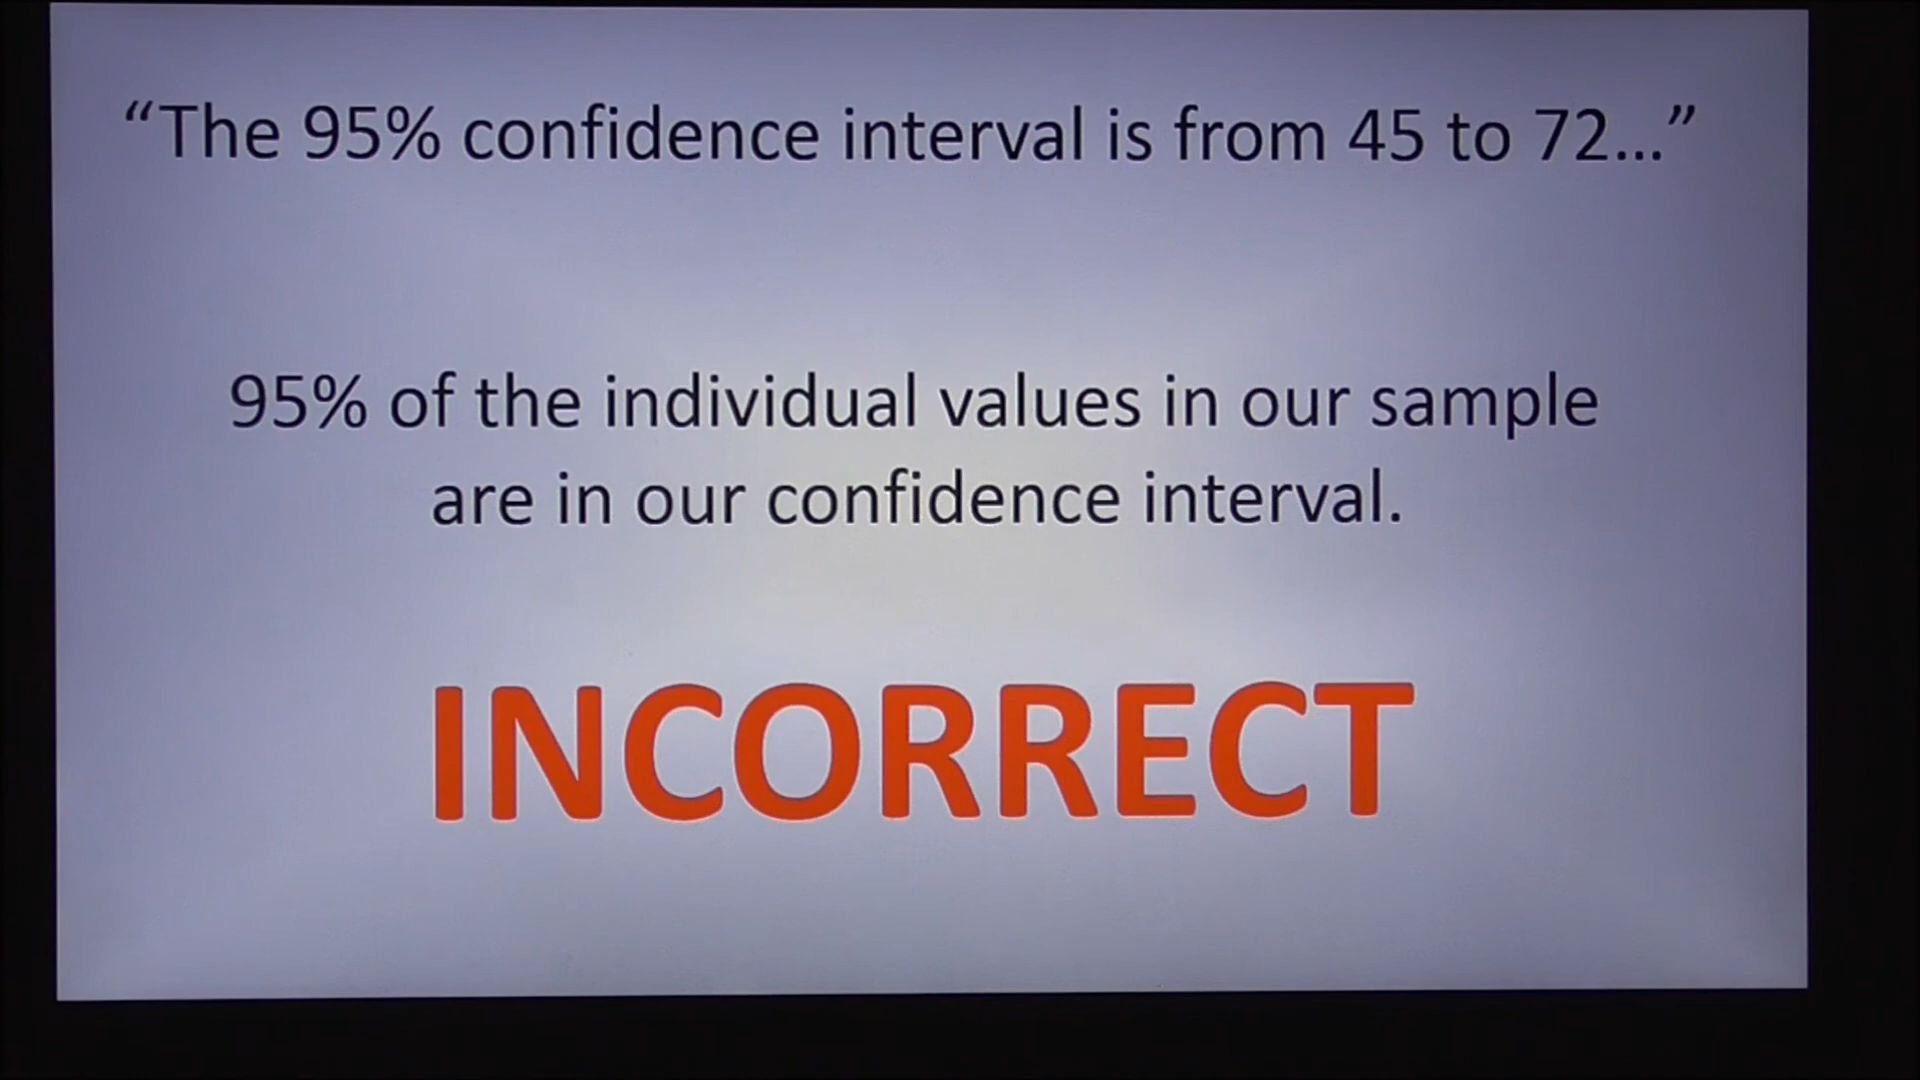 “The 95% confidence interval is from 45 to 72...”
95% of the individual values in our sample
are in our confidence interval.
INCORRECT